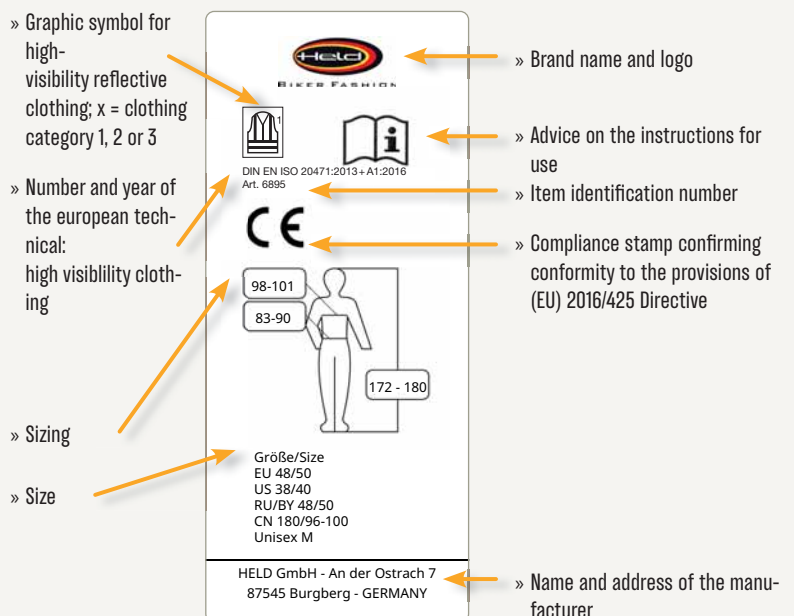 » Graphic symbol for
high-
visibility reflective
clothing; x = clothing
category 1, 2 or 3
» Number and year of
the european tech-
nical:
high visiblility cloth-
ing
» Sizing
» Size
Held
BIKER FASHION
1
i
DIN EN ISO 20471:2013+A1:2016
Art. 6895
CE
98-101
83-90
172 - 180
Größe/Size
EU 48/50
US 38/40
RU/BY 48/50
CN 180/96-100
Unisex M
HELD GmbH - An der Ostrach 7
87545 Burgberg - GERMANY
» Brand name and logo
» Advice on the instructions for
use
» Item identification number
» Compliance stamp confirming
conformity to the provisions of
(EU) 2016/425 Directive
» Name and address of the manu-
facturer